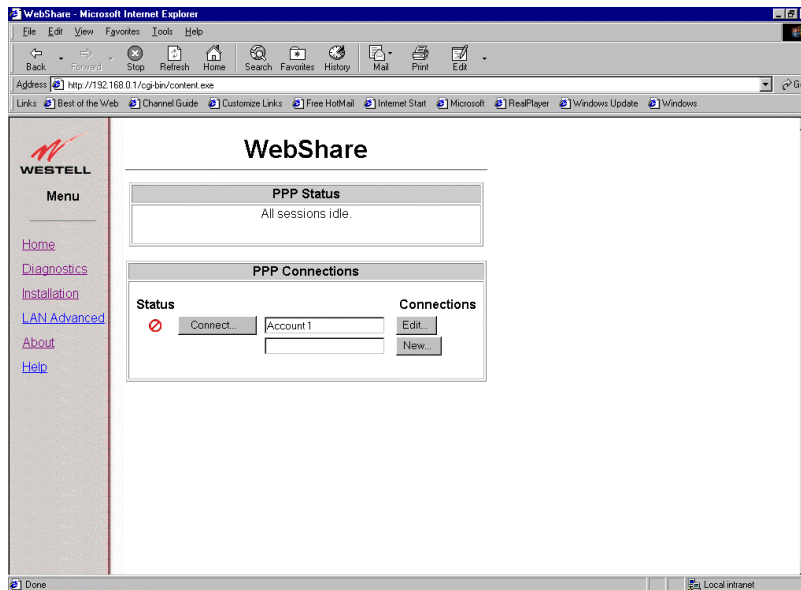 WebShare - Microsoft Internet Explorer
File Edit View Favorites Tools Help
Back Forward Stop Refresh Home Search Favorites History Mail Print Edit
Address http://192.168.0.1/cgi-bin/content.exe
Links Best of the Web Channel Guide Customize Links Free HotMail Internet Start Microsoft RealPlayer Windows Update Windows
WESTELL
Menu
Home
Diagnostics
Installation
LAN Advanced
About
Help
WebShare
PPP Status
All sessions idle.
PPP Connections
Status Connections
Connect... Account 1 Edit...
New...
Done Local intranet